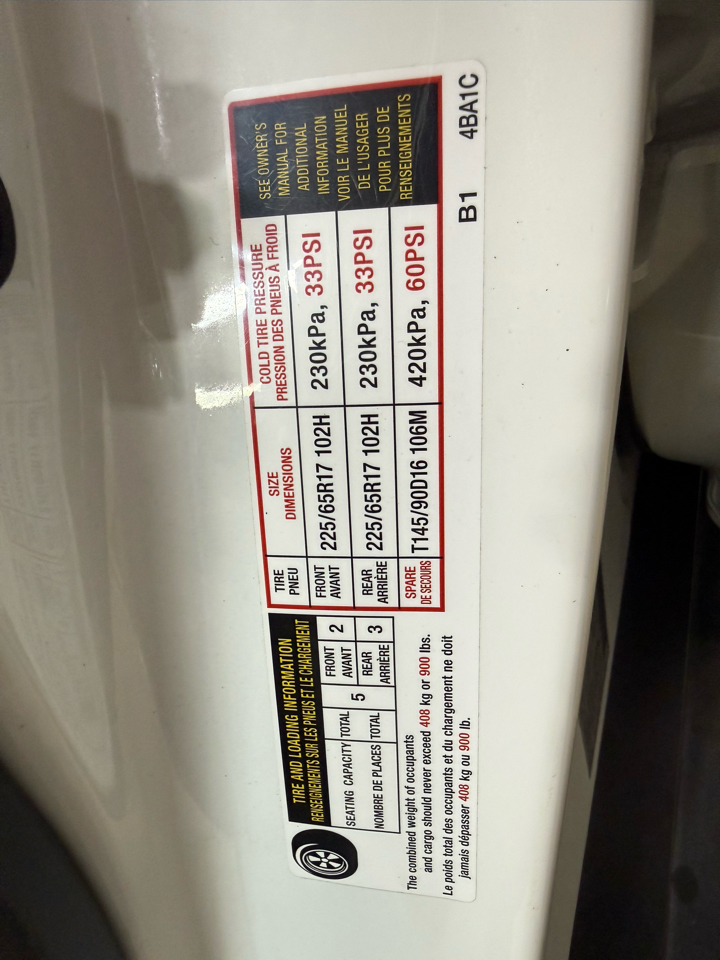 TIRE AND LOADING INFORMATION
RENSEIGNEMENTS SUR LES PNEUS ET LE CHARGEMENT
SEATING CAPACITY TOTAL 5 FRONT 2
AVANT
NOMBRE DE PLACES TOTAL REAR 3
ARRIÈRE
The combined weight of occupants
and cargo should never exceed 408 kg or 900 lbs.
Le poids total des occupants et du chargement ne doit
jamais dépasser 408 kg ou 900 lb.
TIRE SIZE COLD TIRE PRESSURE
PNEU DIMENSIONS PRESSION DES PNEUS À FROID
FRONT 225/65R17 102H 230kPa, 33PSI
AVANT
REAR 225/65R17 102H 230kPa, 33PSI
ARRIÈRE
SPARE T145/90D16 106M 420kPa, 60PSI
DE SECOURS
SEE OWNER'S
MANUAL FOR
ADDITIONAL
INFORMATION
VOIR LE MANUEL
DE L'USAGER
POUR PLUS DE
RENSEIGNEMENTS
B1 4BA1C